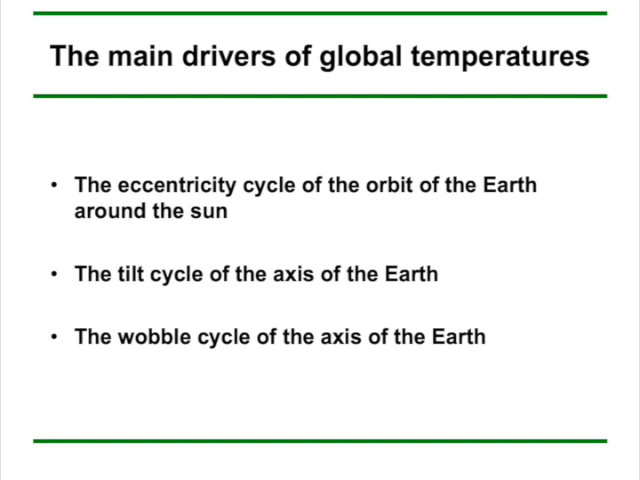 The main drivers of global temperatures
• The eccentricity cycle of the orbit of the Earth
around the sun
• The tilt cycle of the axis of the Earth
• The wobble cycle of the axis of the Earth